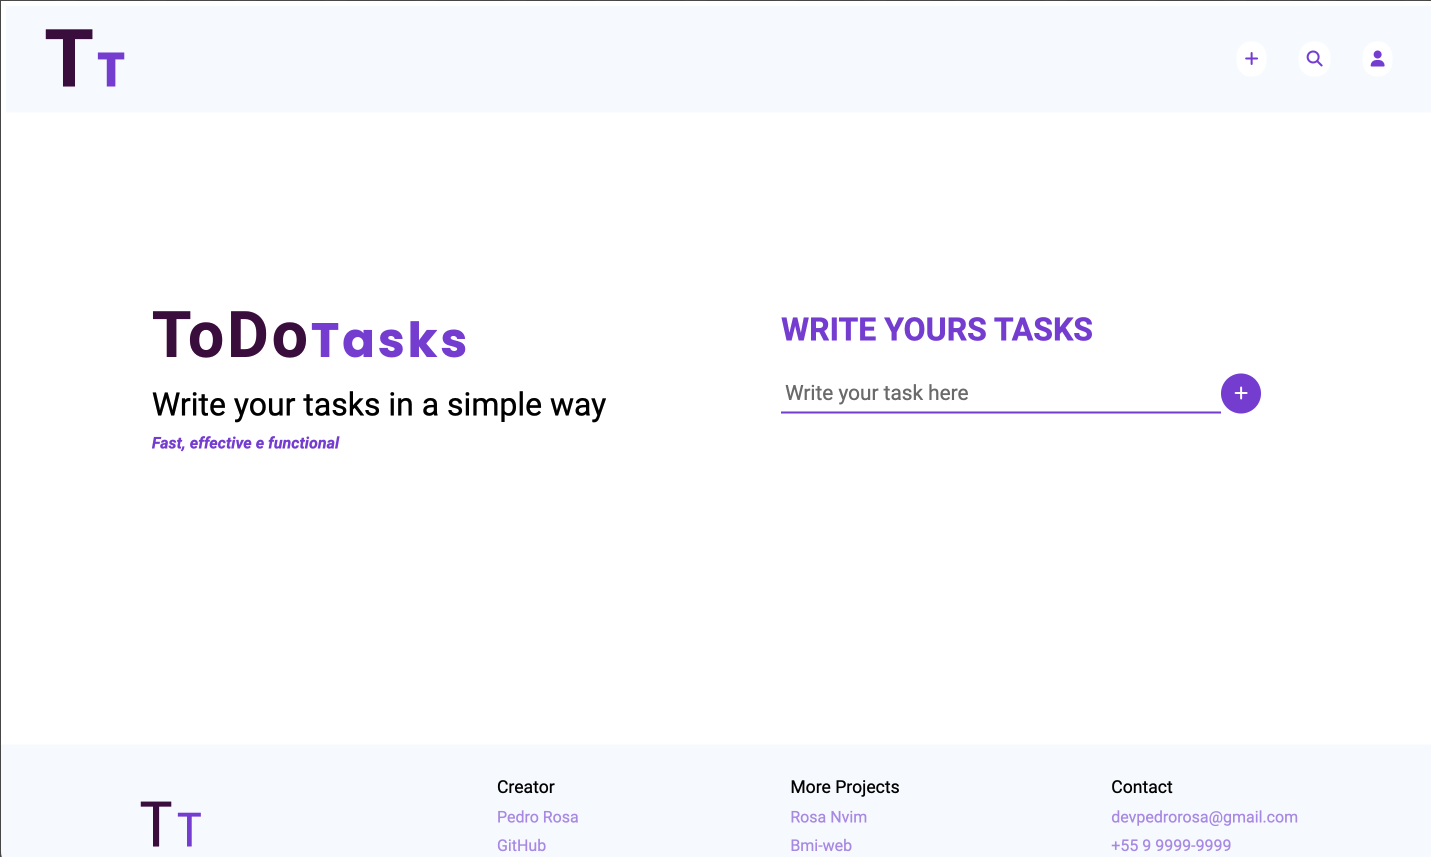 TT
ToDoTasks
Write your tasks in a simple way
Fast, effective e functional
WRITE YOURS TASKS
Write your task here
TT
Creator
Pedro Rosa
GitHub
More Projects
Rosa Nvim
Bmi-web
Contact
devpedrorosa@gmail.com
+55 9 9999-9999